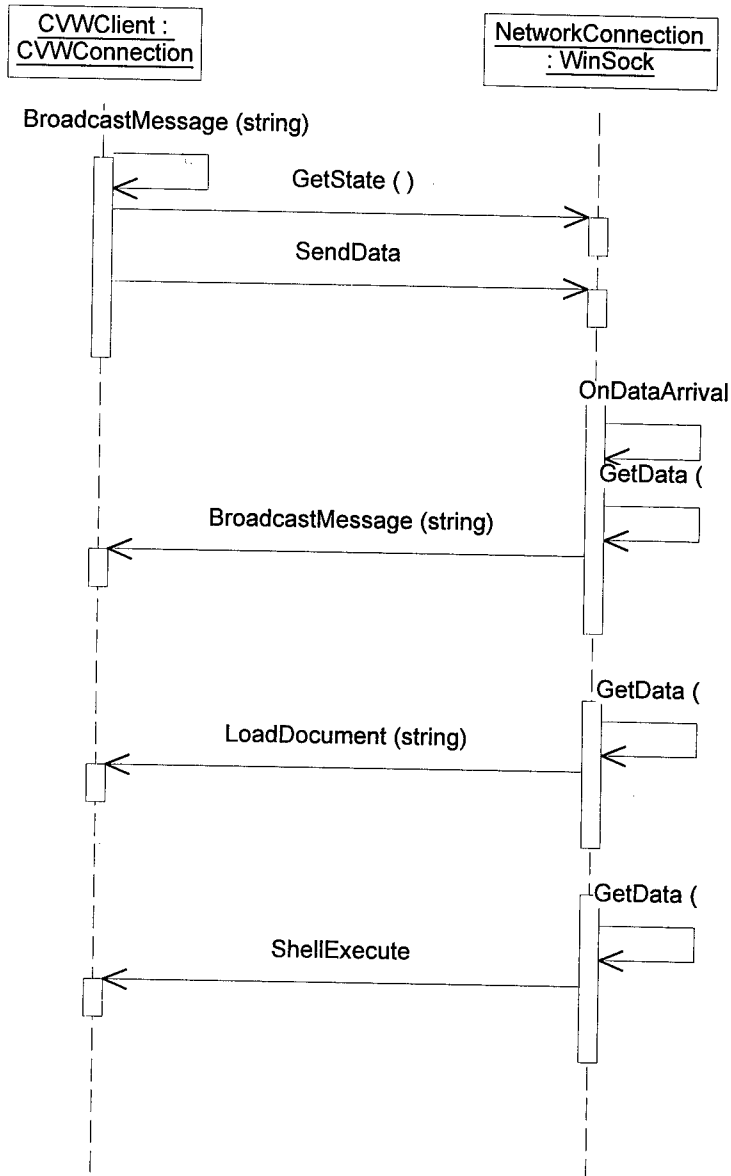 CVWClient :
CVWConnection
NetworkConnection
: WinSock
BroadcastMessage (string)
GetState ( )
SendData
OnDataArrival
GetData (
BroadcastMessage (string)
GetData (
LoadDocument (string)
GetData (
ShellExecute